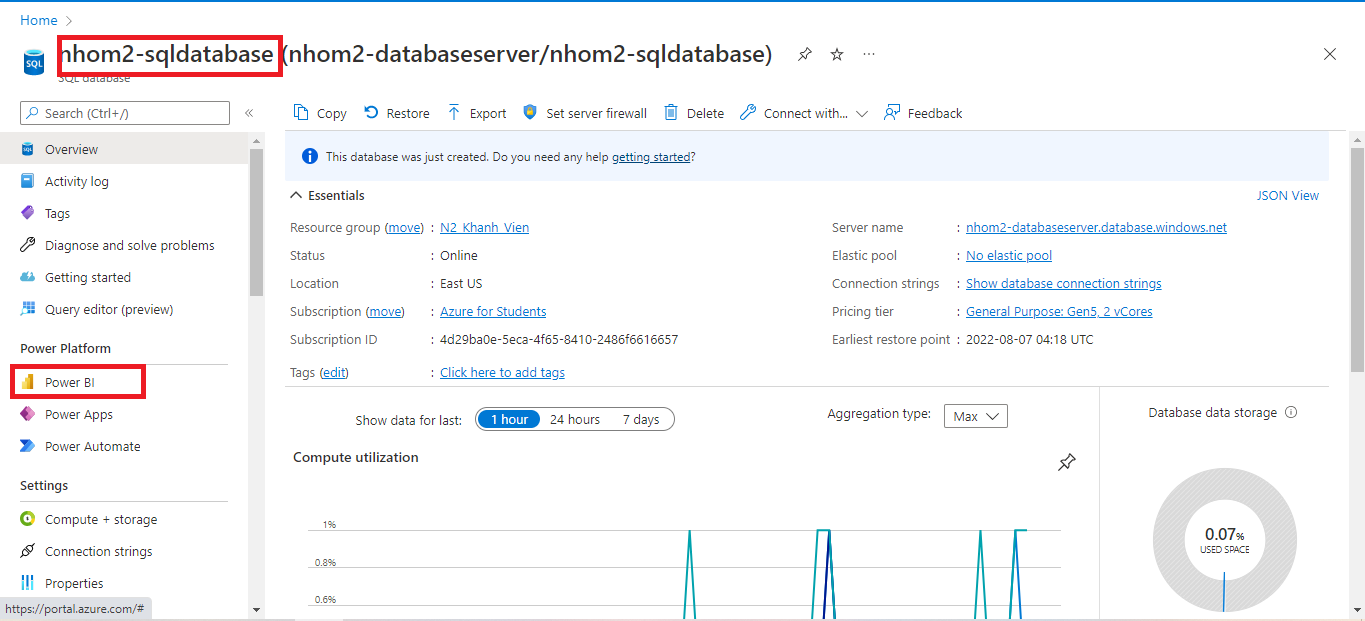 Home
nhom2-sqldatabase (nhom2-databaseserver/nhom2-sqldatabase)
SQL
SQL database
Search (Ctrl+/)
Overview
Activity log
Tags
Diagnose and solve problems
Getting started
Query editor (preview)
Power Platform
Power BI
Power Apps
Power Automate
Settings
Compute + storage
Connection strings
Properties
https://portal.azure.com/#
Copy Restore Export Set server firewall Delete Connect with... Feedback
This database was just created. Do you need any help getting started?
Essentials
JSON View
Resource group (move) : N2_Khanh_Vien
Status : Online
Location : East US
Subscription (move) : Azure for Students
Subscription ID : 4d29ba0e-5eca-4f65-8410-2486f6616657
Tags (edit) : Click here to add tags
Server name : nhom2-databaseserver.database.windows.net
Elastic pool : No elastic pool
Connection strings : Show database connection strings
Pricing tier : General Purpose: Gen5, 2 vCores
Earliest restore point : 2022-08-07 04:18 UTC
Show data for last: 1 hour 24 hours 7 days
Aggregation type: Max
Compute utilization
1%
0.8%
0.6%
Database data storage
0.07%
USED SPACE